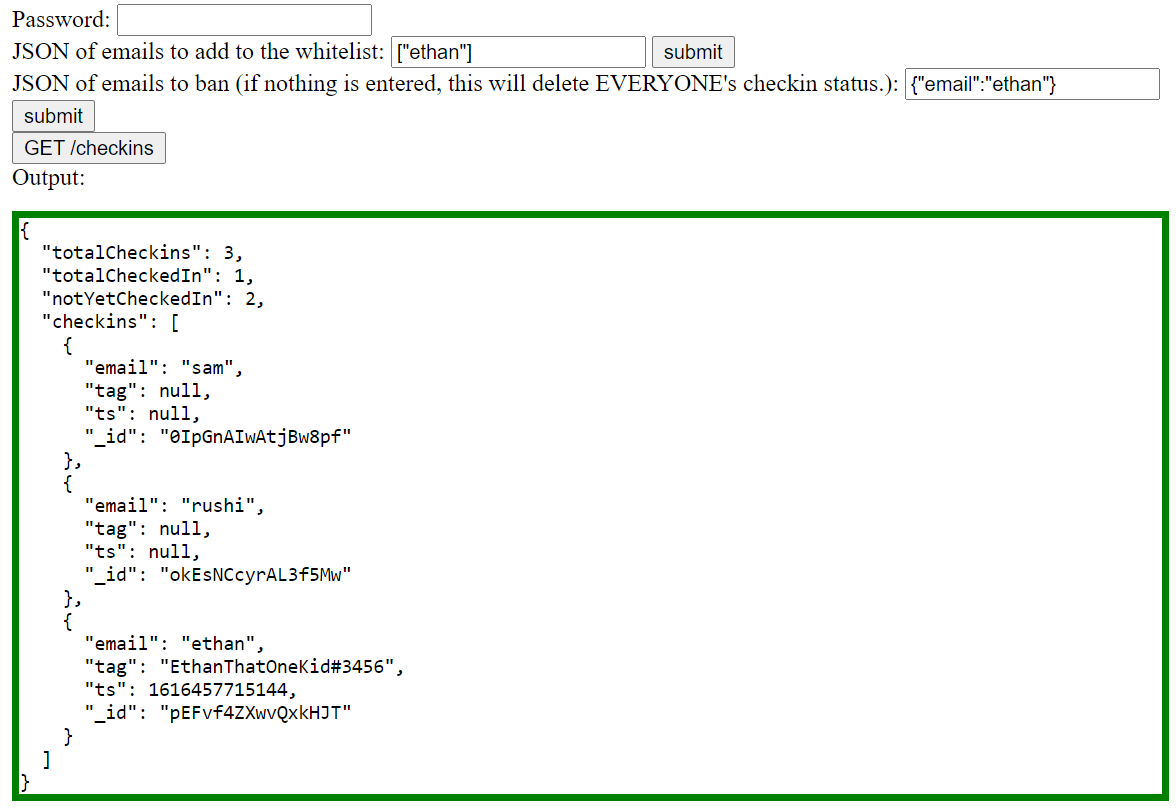 Password:
JSON of emails to add to the whitelist: ["ethan"] submit
JSON of emails to ban (if nothing is entered, this will delete EVERYONE's checkin status.): {"email":"ethan"}
submit
GET /checkins
Output:
{
  "totalCheckins": 3,
  "totalCheckedIn": 1,
  "notYetCheckedIn": 2,
  "checkins": [
    {
      "email": "sam",
      "tag": null,
      "ts": null,
      "_id": "0IpGnAIwAtjBw8pf"
    },
    {
      "email": "rushi",
      "tag": null,
      "ts": null,
      "_id": "okEsNCcyrAL3f5Mw"
    },
    {
      "email": "ethan",
      "tag": "EthanThatOneKid#3456",
      "ts": 1616457715144,
      "_id": "pEFvf4ZXwvQxkHJT"
    }
  ]
}